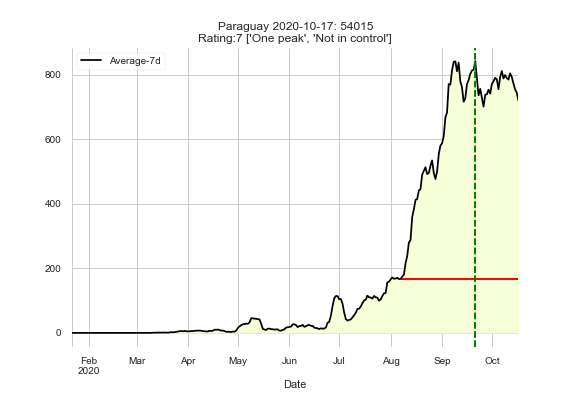 Paraguay 2020-10-17: 54015
Rating:7 ['One peak', 'Not in control']
Average-7d
800
600
400
200
0
Feb Mar Apr May Jun Jul Aug Sep Oct
2020
Date